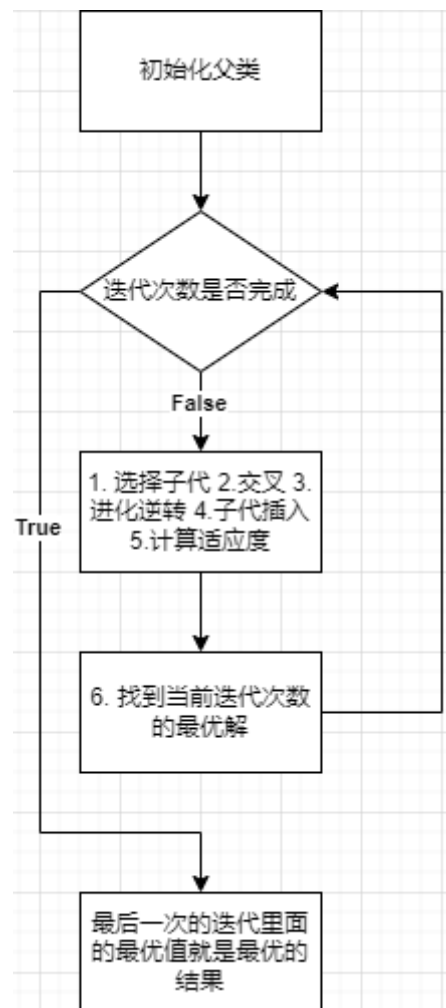 初始化父类
迭代次数是否完成
False
1. 选择子代 2.交叉 3.
进化逆转 4.子代插入
5.计算适应度
True
6. 找到当前迭代次数
的最优解
最后一次的迭代里面
的最优值就是最优的
结果